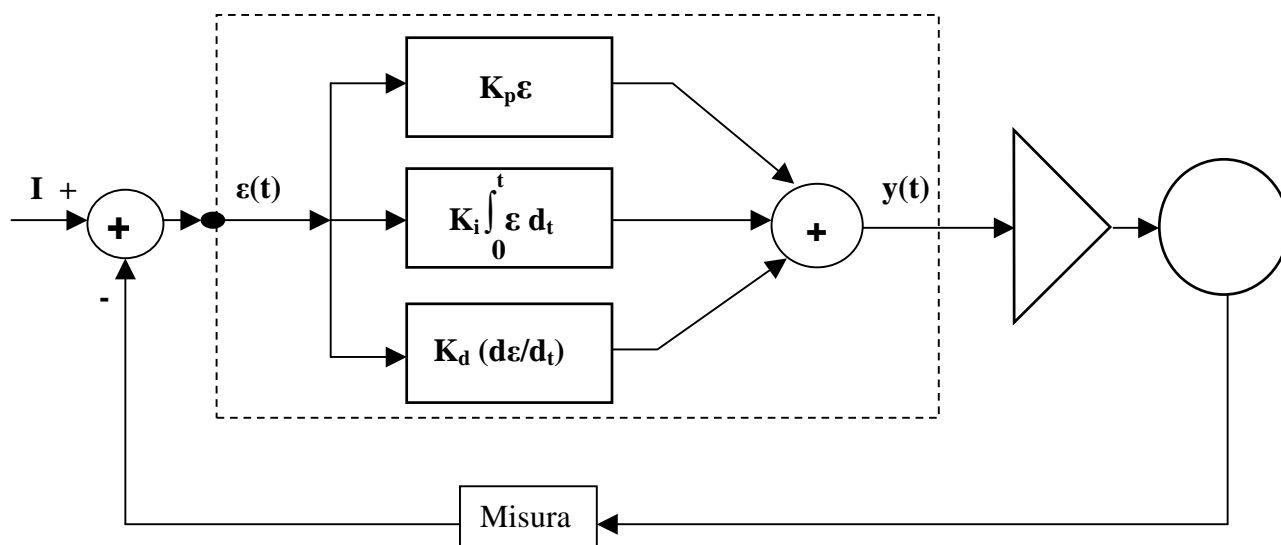 Kpε
I +
+
-
ε(t)
t
Ki∫ ε dt
0
y(t)
+
Kd (dε/dt)
Misura